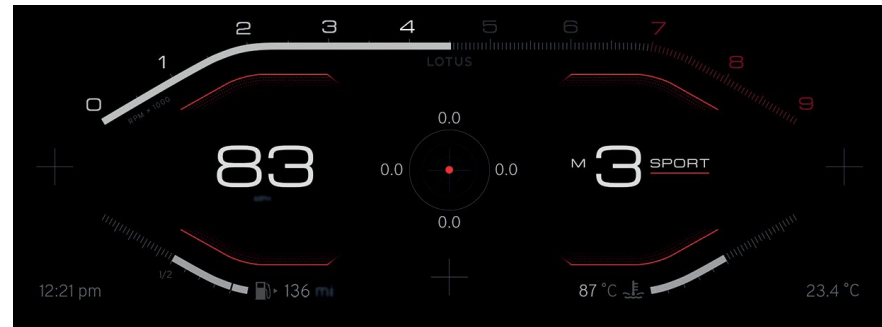 0 1 2 3 4 5 6 7 8 9
RPM × 1000
LOTUS
83
0.0
0.0 0.0
0.0
M 3 SPORT
1/2
12:21 pm
136 mi
87 °C
23.4 °C